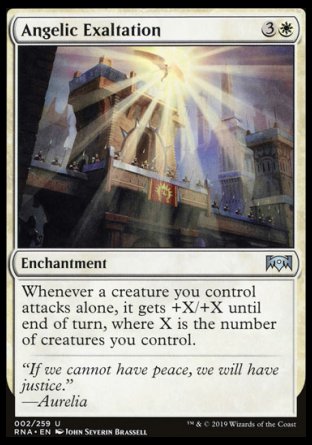 Angelic Exaltation 3
Enchantment
Whenever a creature you control
attacks alone, it gets +X/+X until
end of turn, where X is the number
of creatures you control.
“If we cannot have peace, we will have
justice.”
—Aurelia
002/259 U
RNA • EN John Severin Brassell
™ & © 2019 Wizards of the Coast